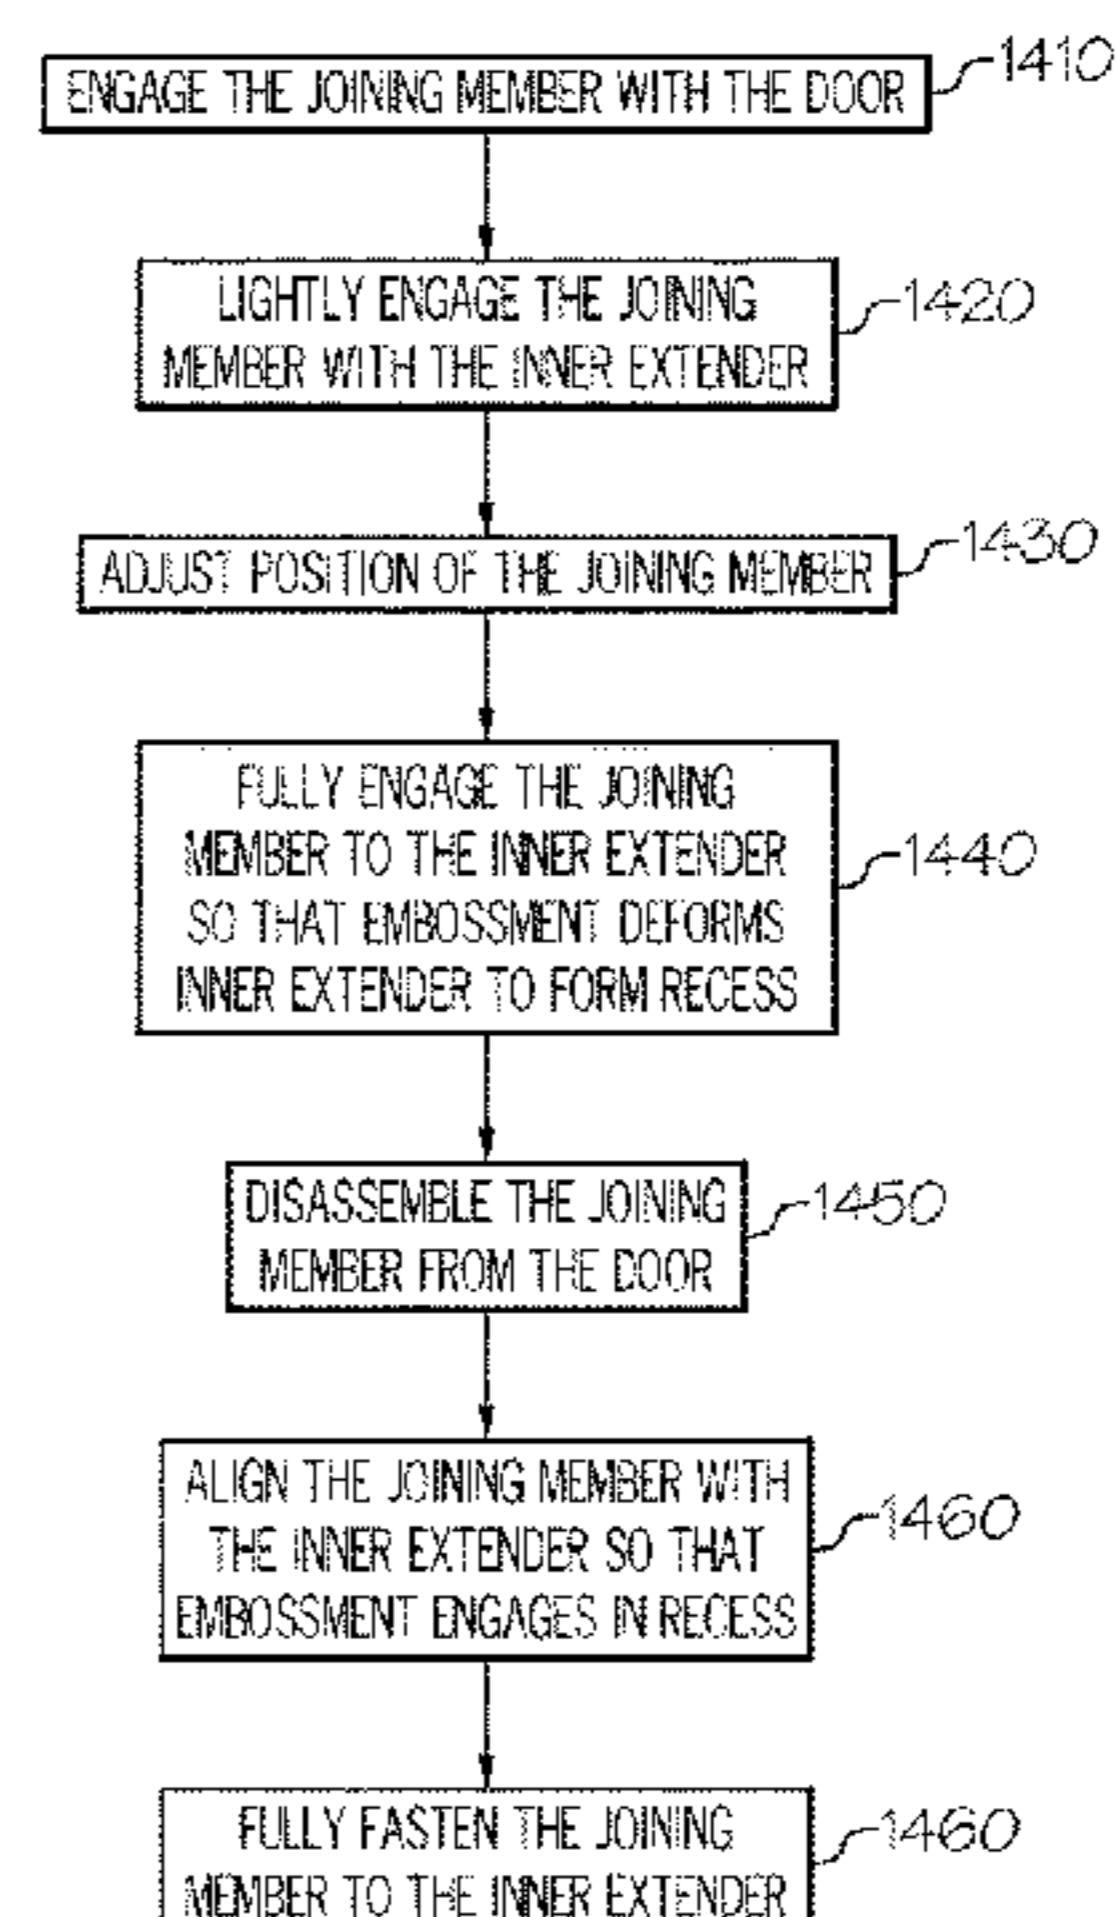 ENGAGE THE JOINING MEMBER WITH THE DOOR
1410
LIGHTLY ENGAGE THE JOINING
MEMBER WITH THE INNER EXTENDER
1420
ADJUST POSITION OF THE JOINING MEMBER
1430
FULLY ENGAGE THE JOINING
MEMBER TO THE INNER EXTENDER
SO THAT EMBOSSMENT DEFORMS
INNER EXTENDER TO FORM RECESS
1440
DISASSEMBLE THE JOINING
MEMBER FROM THE DOOR
1450
ALIGN THE JOINING MEMBER WITH
THE INNER EXTENDER SO THAT
EMBOSSMENT ENGAGES IN RECESS
1460
FULLY FASTEN THE JOINING
MEMBER TO THE INNER EXTENDER
1460